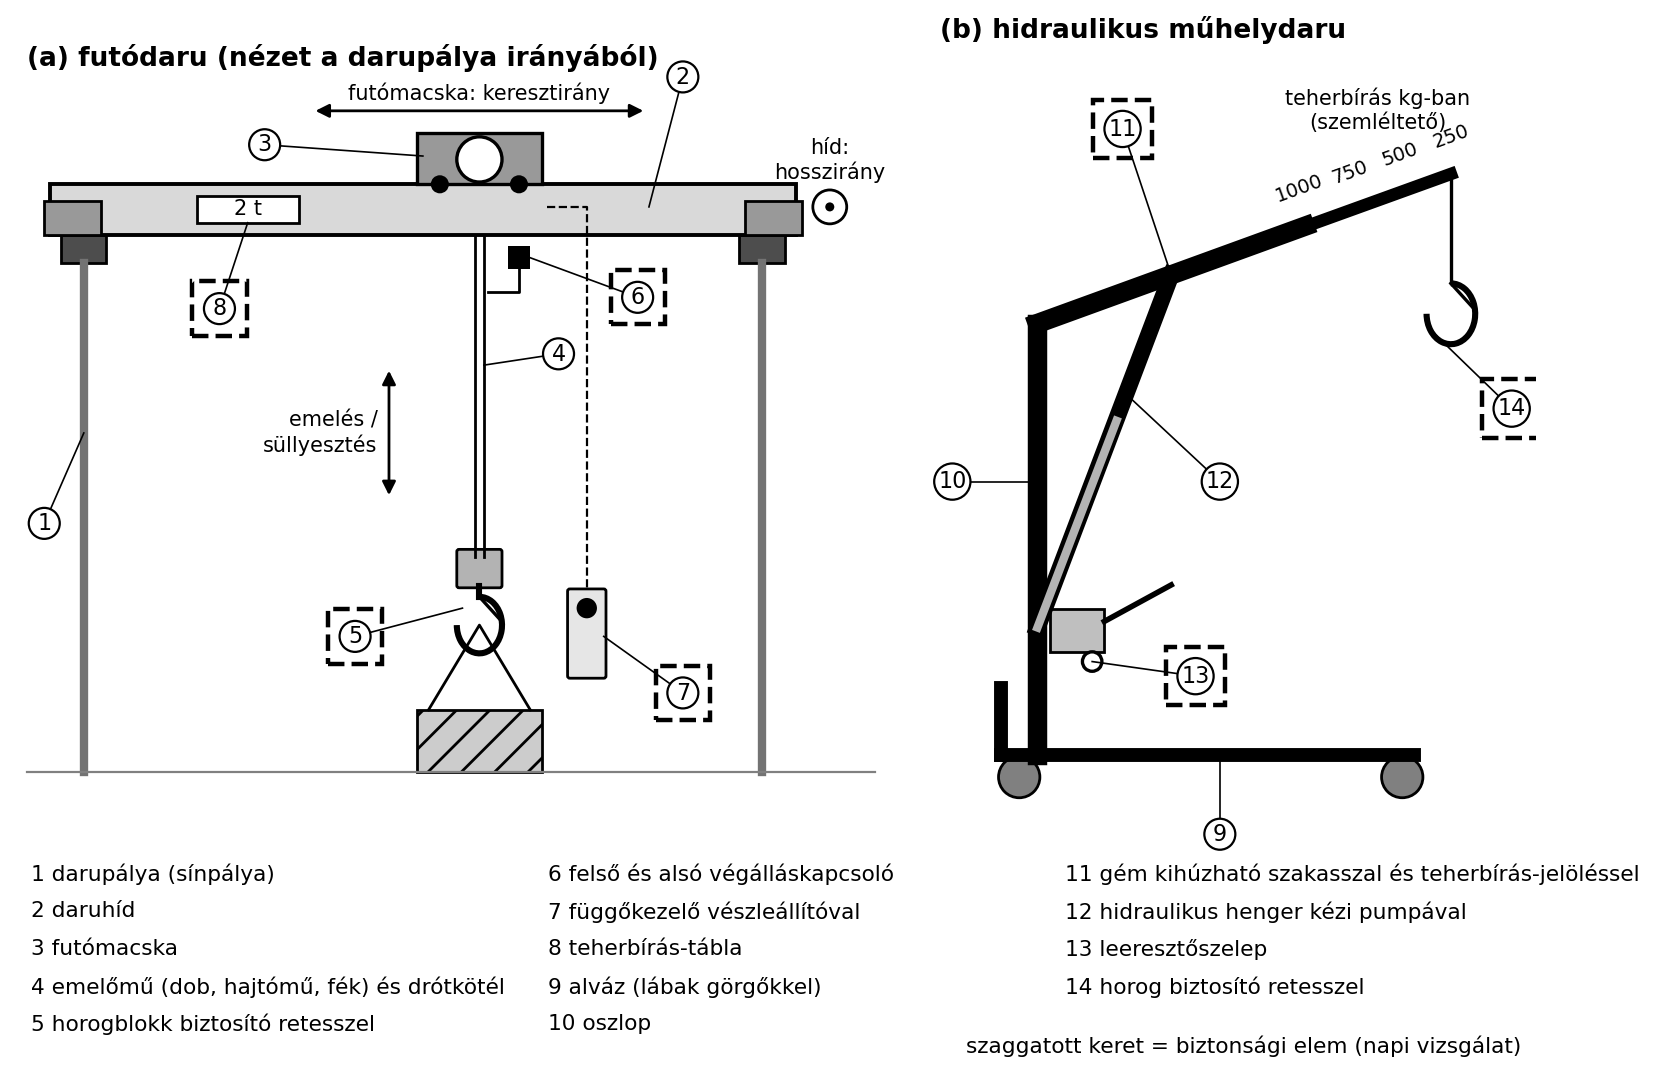 (a) futódaru (nézet a darupálya irányából)
2
futómacska: keresztirány
3
híd:
hosszirány
2 t
8
6
4
emelés /
süllyesztés
1
5
7
(b) hidraulikus műhelydaru
teherbírás kg-ban
(szemléltető)
11
1000 750 500 250
14
10
12
13
9
1 darupálya (sínpálya)
2 daruhíd
3 futómacska
4 emelőmű (dob, hajtómű, fék) és drótkötél
5 horogblokk biztosító retesszel
6 felső és alsó végálláskapcsoló
7 függőkezelő vészleállítóval
8 teherbírás-tábla
9 alváz (lábak görgőkkel)
10 oszlop
11 gém kihúzható szakasszal és teherbírás-jelöléssel
12 hidraulikus henger kézi pumpával
13 leeresztőszelep
14 horog biztosító retesszel
szaggatott keret = biztonsági elem (napi vizsgálat)